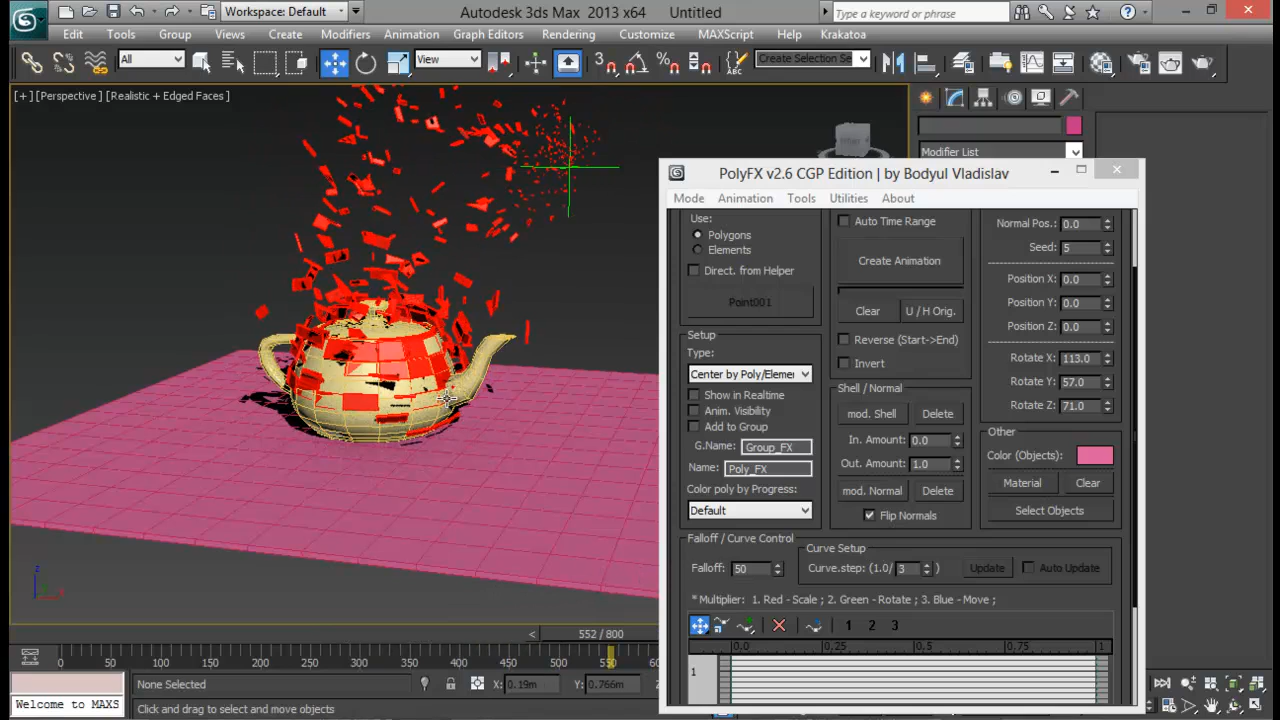 Workspace: Default
Autodesk 3ds Max 2013 x64 Untitled
Type a keyword or phrase
Edit Tools Group Views Create Modifiers Animation Graph Editors Rendering Customize MAXScript Help Krakatoa
All View Create Selection Se
[+] [Perspective ] [Realistic + Edged Faces ]
Modifier List
PolyFX v2.6 CGP Edition | by Bodyul Vladislav
Mode Animation Tools Utilities About
Use:
Polygons
Elements
Direct. from Helper
Point001
Setup
Type:
Center by Poly/Elemen
Show in Realtime
Anim. Visibility
Add to Group
G.Name: Group_FX
Name: Poly_FX
Color poly by Progress:
Default
Auto Time Range
Create Animation
Clear U / H Orig.
Reverse (Start->End)
Invert
Shell / Normal
mod. Shell Delete
In. Amount: 0.0
Out. Amount: 1.0
mod. Normal Delete
Flip Normals
Normal Pos.: 0.0
Seed: 5
Position X: 0.0
Position Y: 0.0
Position Z: 0.0
Rotate X: 113.0
Rotate Y: 57.0
Rotate Z: 71.0
Other
Color (Objects):
Material Clear
Select Objects
Falloff / Curve Control
Curve Setup
Falloff: 50 Curve.step: (1.0/ 3 ) Update Auto Update
* Multiplier: 1. Red - Scale ; 2. Green - Rotate ; 3. Blue - Move ;
1 2 3
0.0 0.25 0.5 0.75 1
1
z
x
< 552 / 800
0 50 100 150 200 250 300 350 400 450 500 550
None Selected X: 0.19m Y: 0.766m Z
Welcome to MAXS
Click and drag to select and move objects